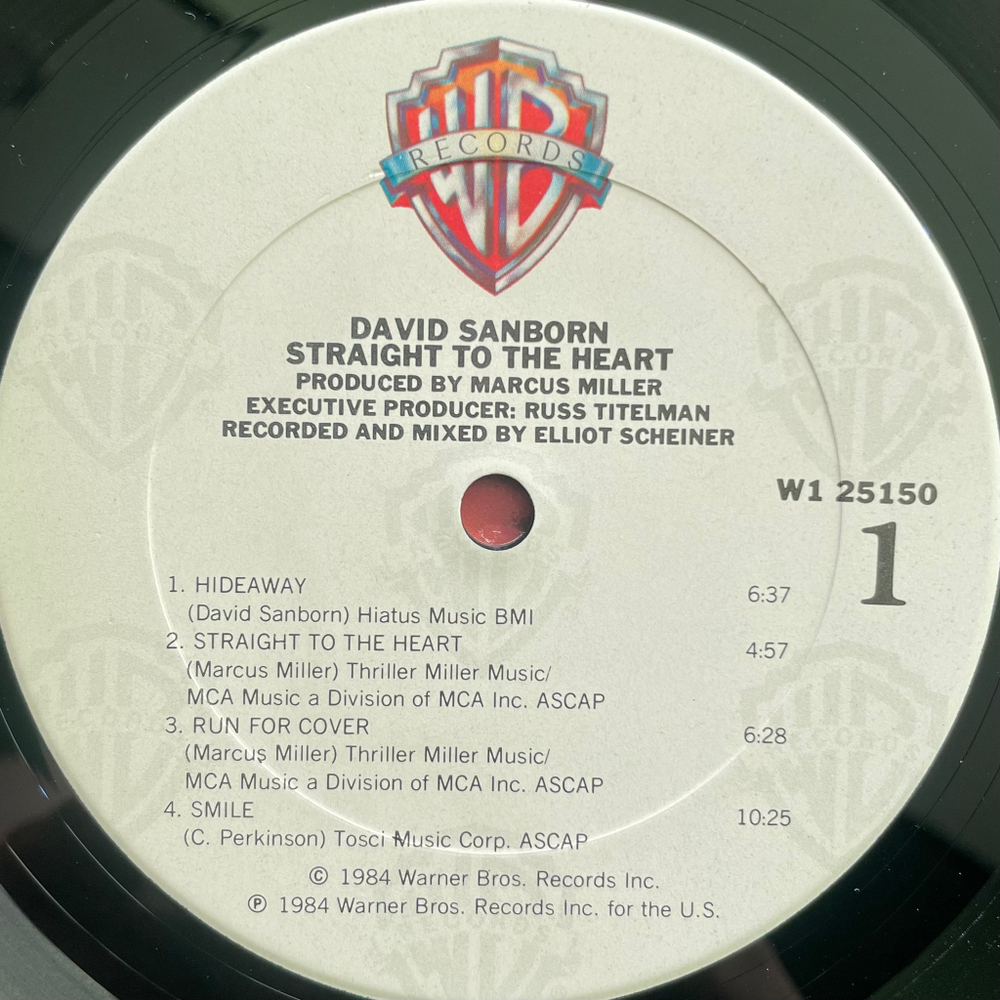 WB
RECORDS
DAVID SANBORN
STRAIGHT TO THE HEART
PRODUCED BY MARCUS MILLER
EXECUTIVE PRODUCER: RUSS TITELMAN
RECORDED AND MIXED BY ELLIOT SCHEINER
W1 25150
1
1. HIDEAWAY 6:37
(David Sanborn) Hiatus Music BMI
2. STRAIGHT TO THE HEART 4:57
(Marcus Miller) Thriller Miller Music/
MCA Music a Division of MCA Inc. ASCAP
3. RUN FOR COVER 6:28
(Marcus Miller) Thriller Miller Music/
MCA Music a Division of MCA Inc. ASCAP
4. SMILE 10:25
(C. Perkinson) Tosci Music Corp. ASCAP
© 1984 Warner Bros. Records Inc.
℗ 1984 Warner Bros. Records Inc. for the U.S.